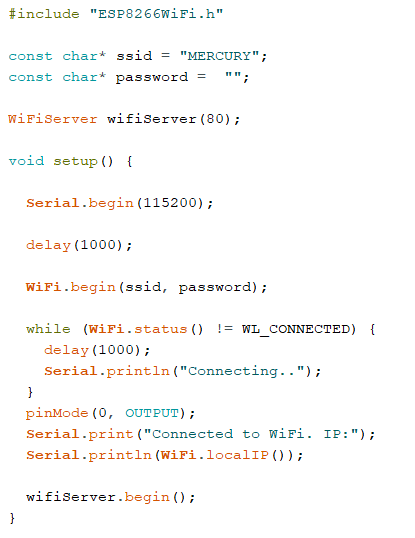 #include "ESP8266WiFi.h"
const char* ssid = "MERCURY";
const char* password =  "";
WiFiServer wifiServer(80);
void setup() {
  Serial.begin(115200);
  delay(1000);
  WiFi.begin(ssid, password);
  while (WiFi.status() != WL_CONNECTED) {
    delay(1000);
    Serial.println("Connecting..");
  }
  pinMode(0, OUTPUT);
  Serial.print("Connected to WiFi. IP:");
  Serial.println(WiFi.localIP());
  wifiServer.begin();
}